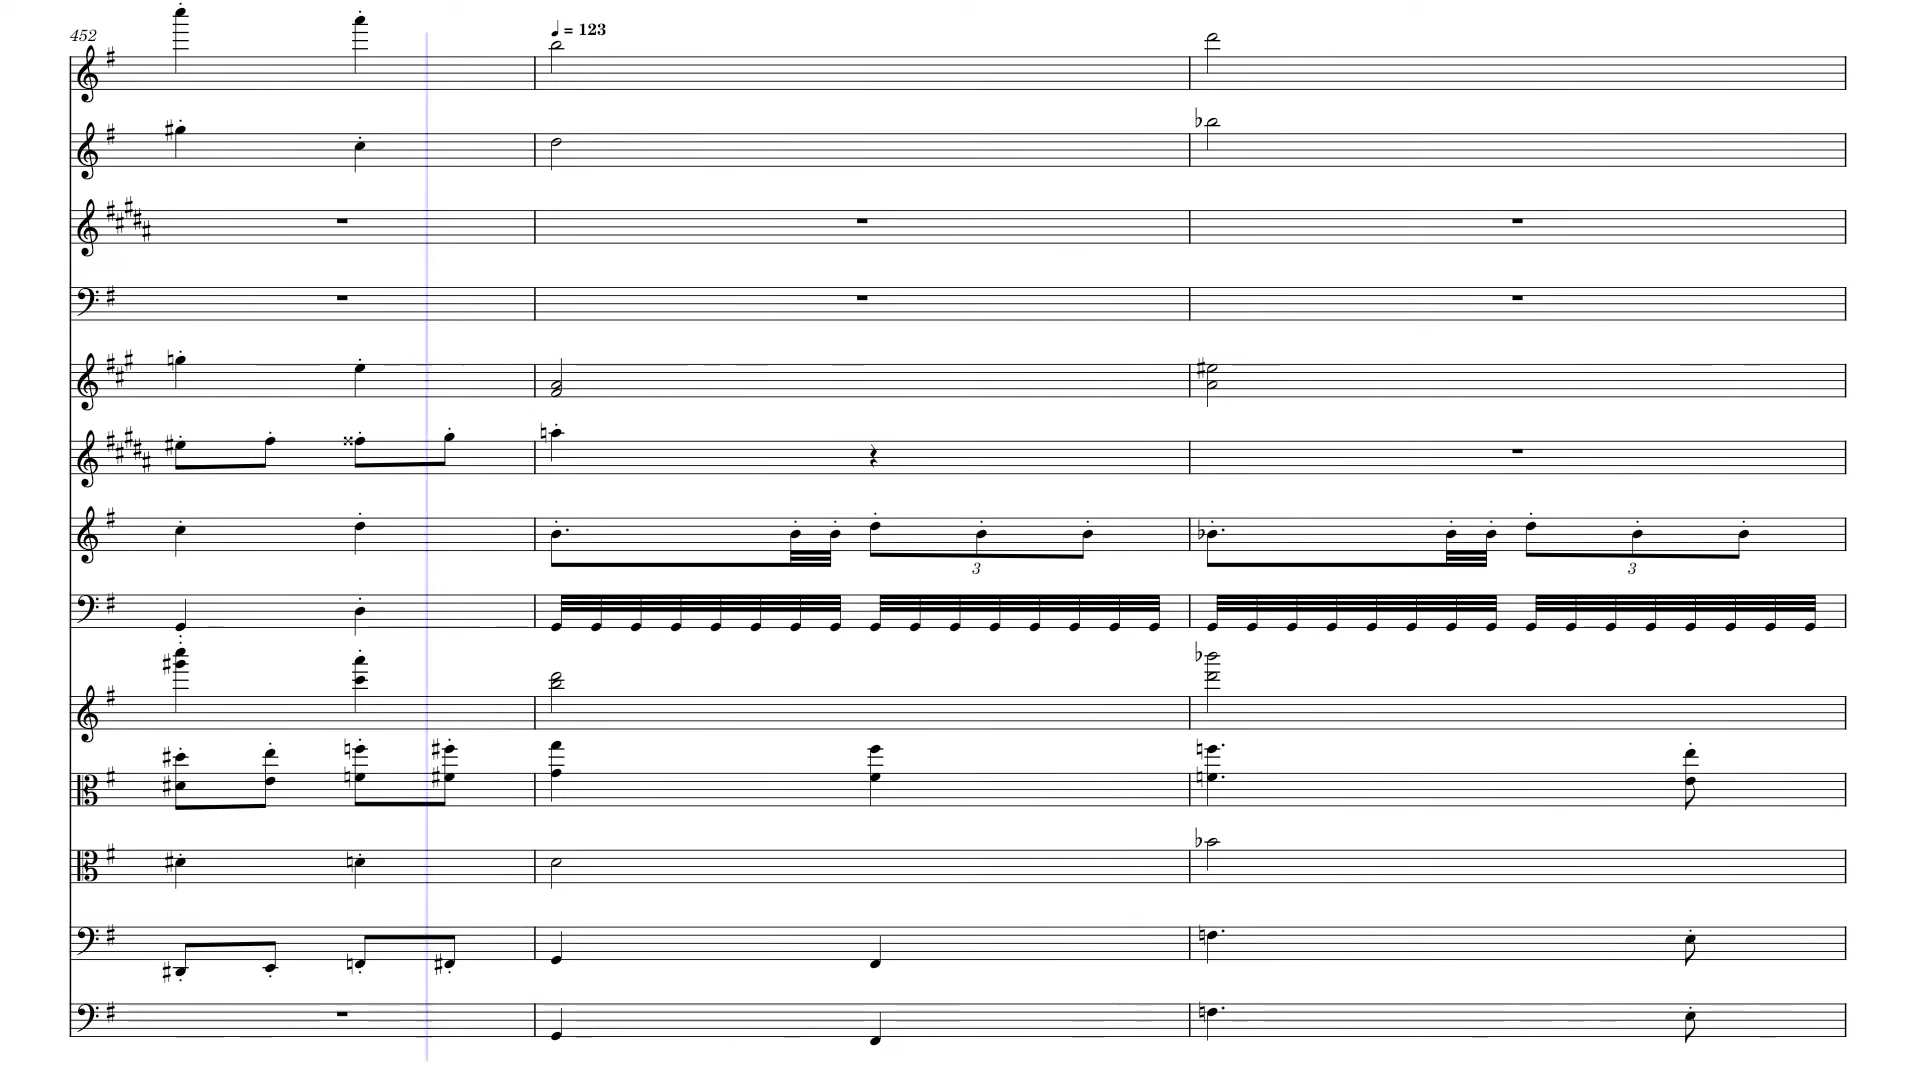 452
♩ = 123
3
3